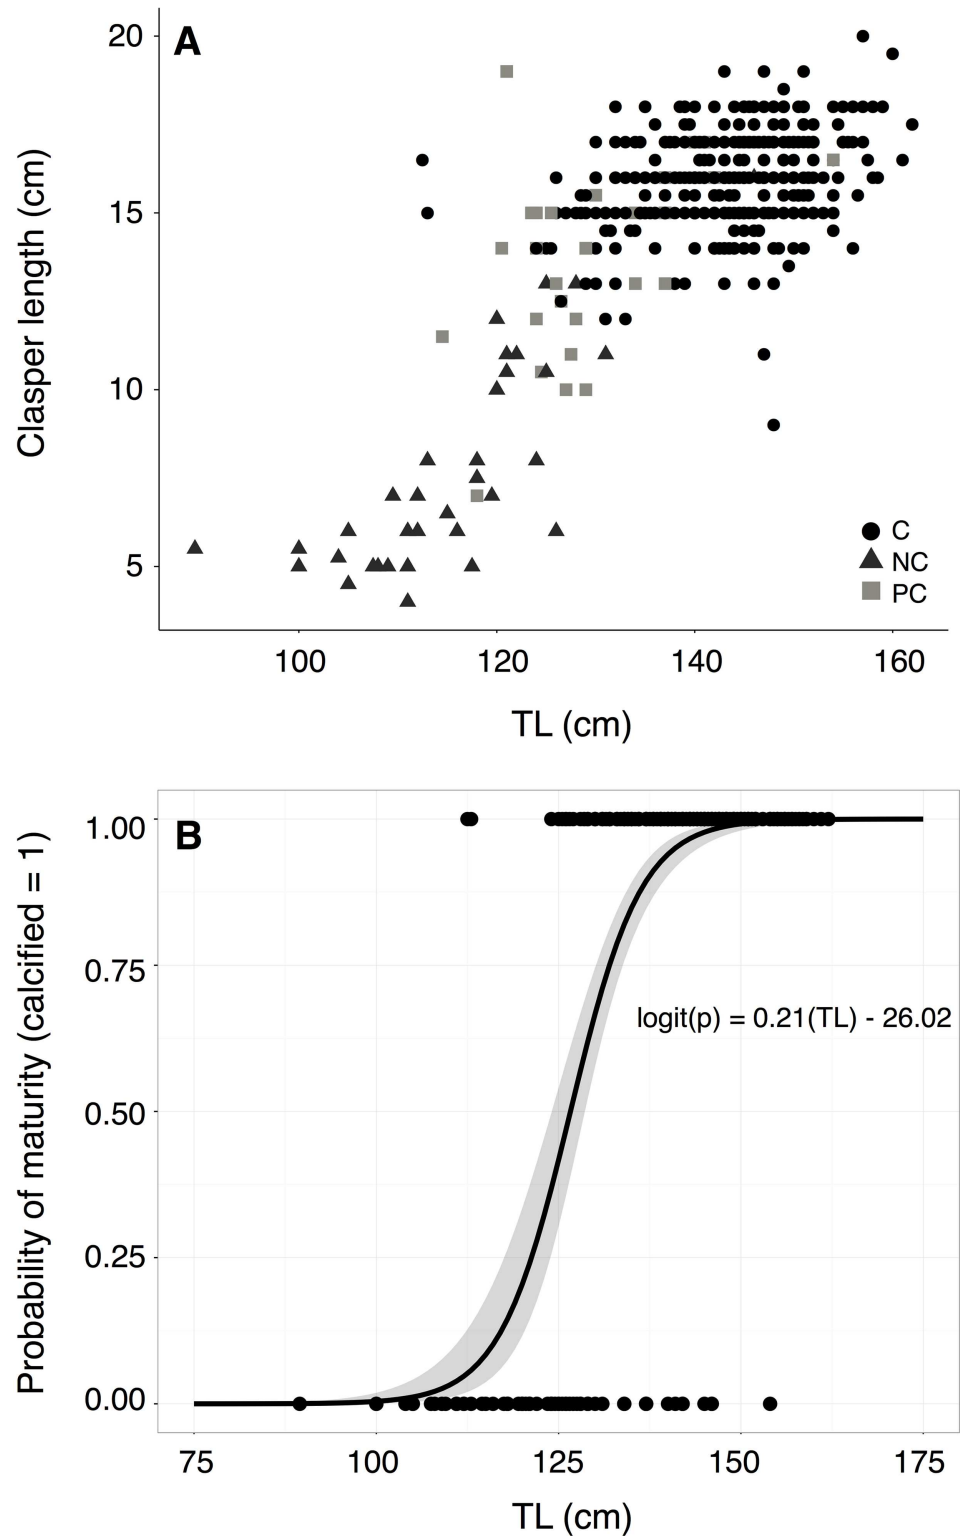 A
20
15
10
5
Clasper length (cm)
C
NC
PC
100 120 140 160
TL (cm)
B
1.00
0.75
0.50
0.25
0.00
Probability of maturity (calcified = 1)
logit(p) = 0.21(TL) - 26.02
75 100 125 150 175
TL (cm)